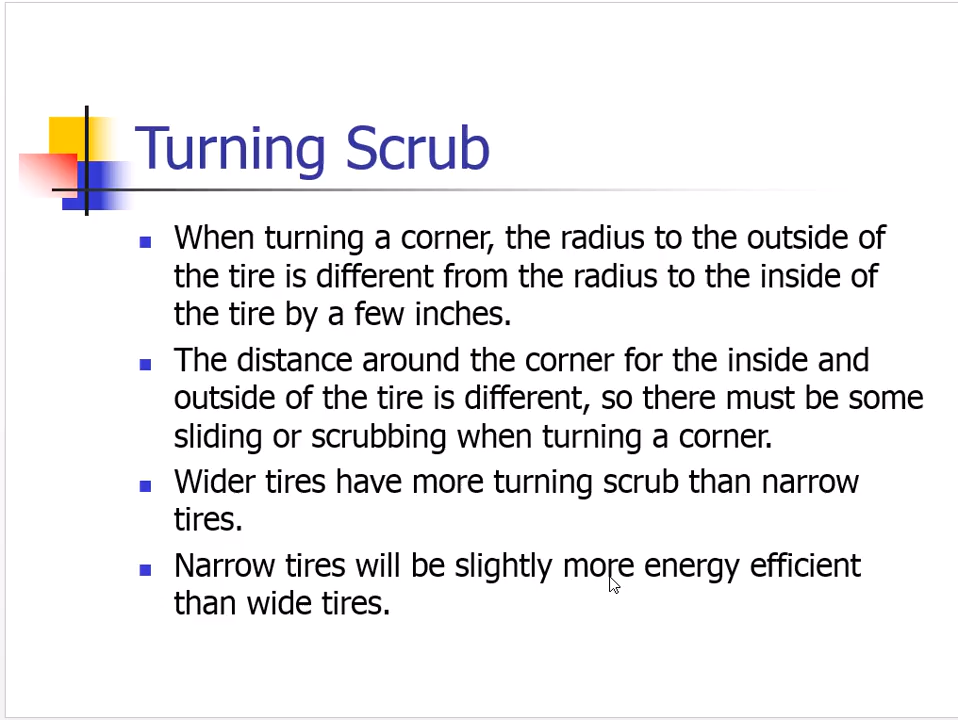 Turning Scrub
When turning a corner, the radius to the outside of
the tire is different from the radius to the inside of
the tire by a few inches.
The distance around the corner for the inside and
outside of the tire is different, so there must be some
sliding or scrubbing when turning a corner.
Wider tires have more turning scrub than narrow
tires.
Narrow tires will be slightly more energy efficient
than wide tires.